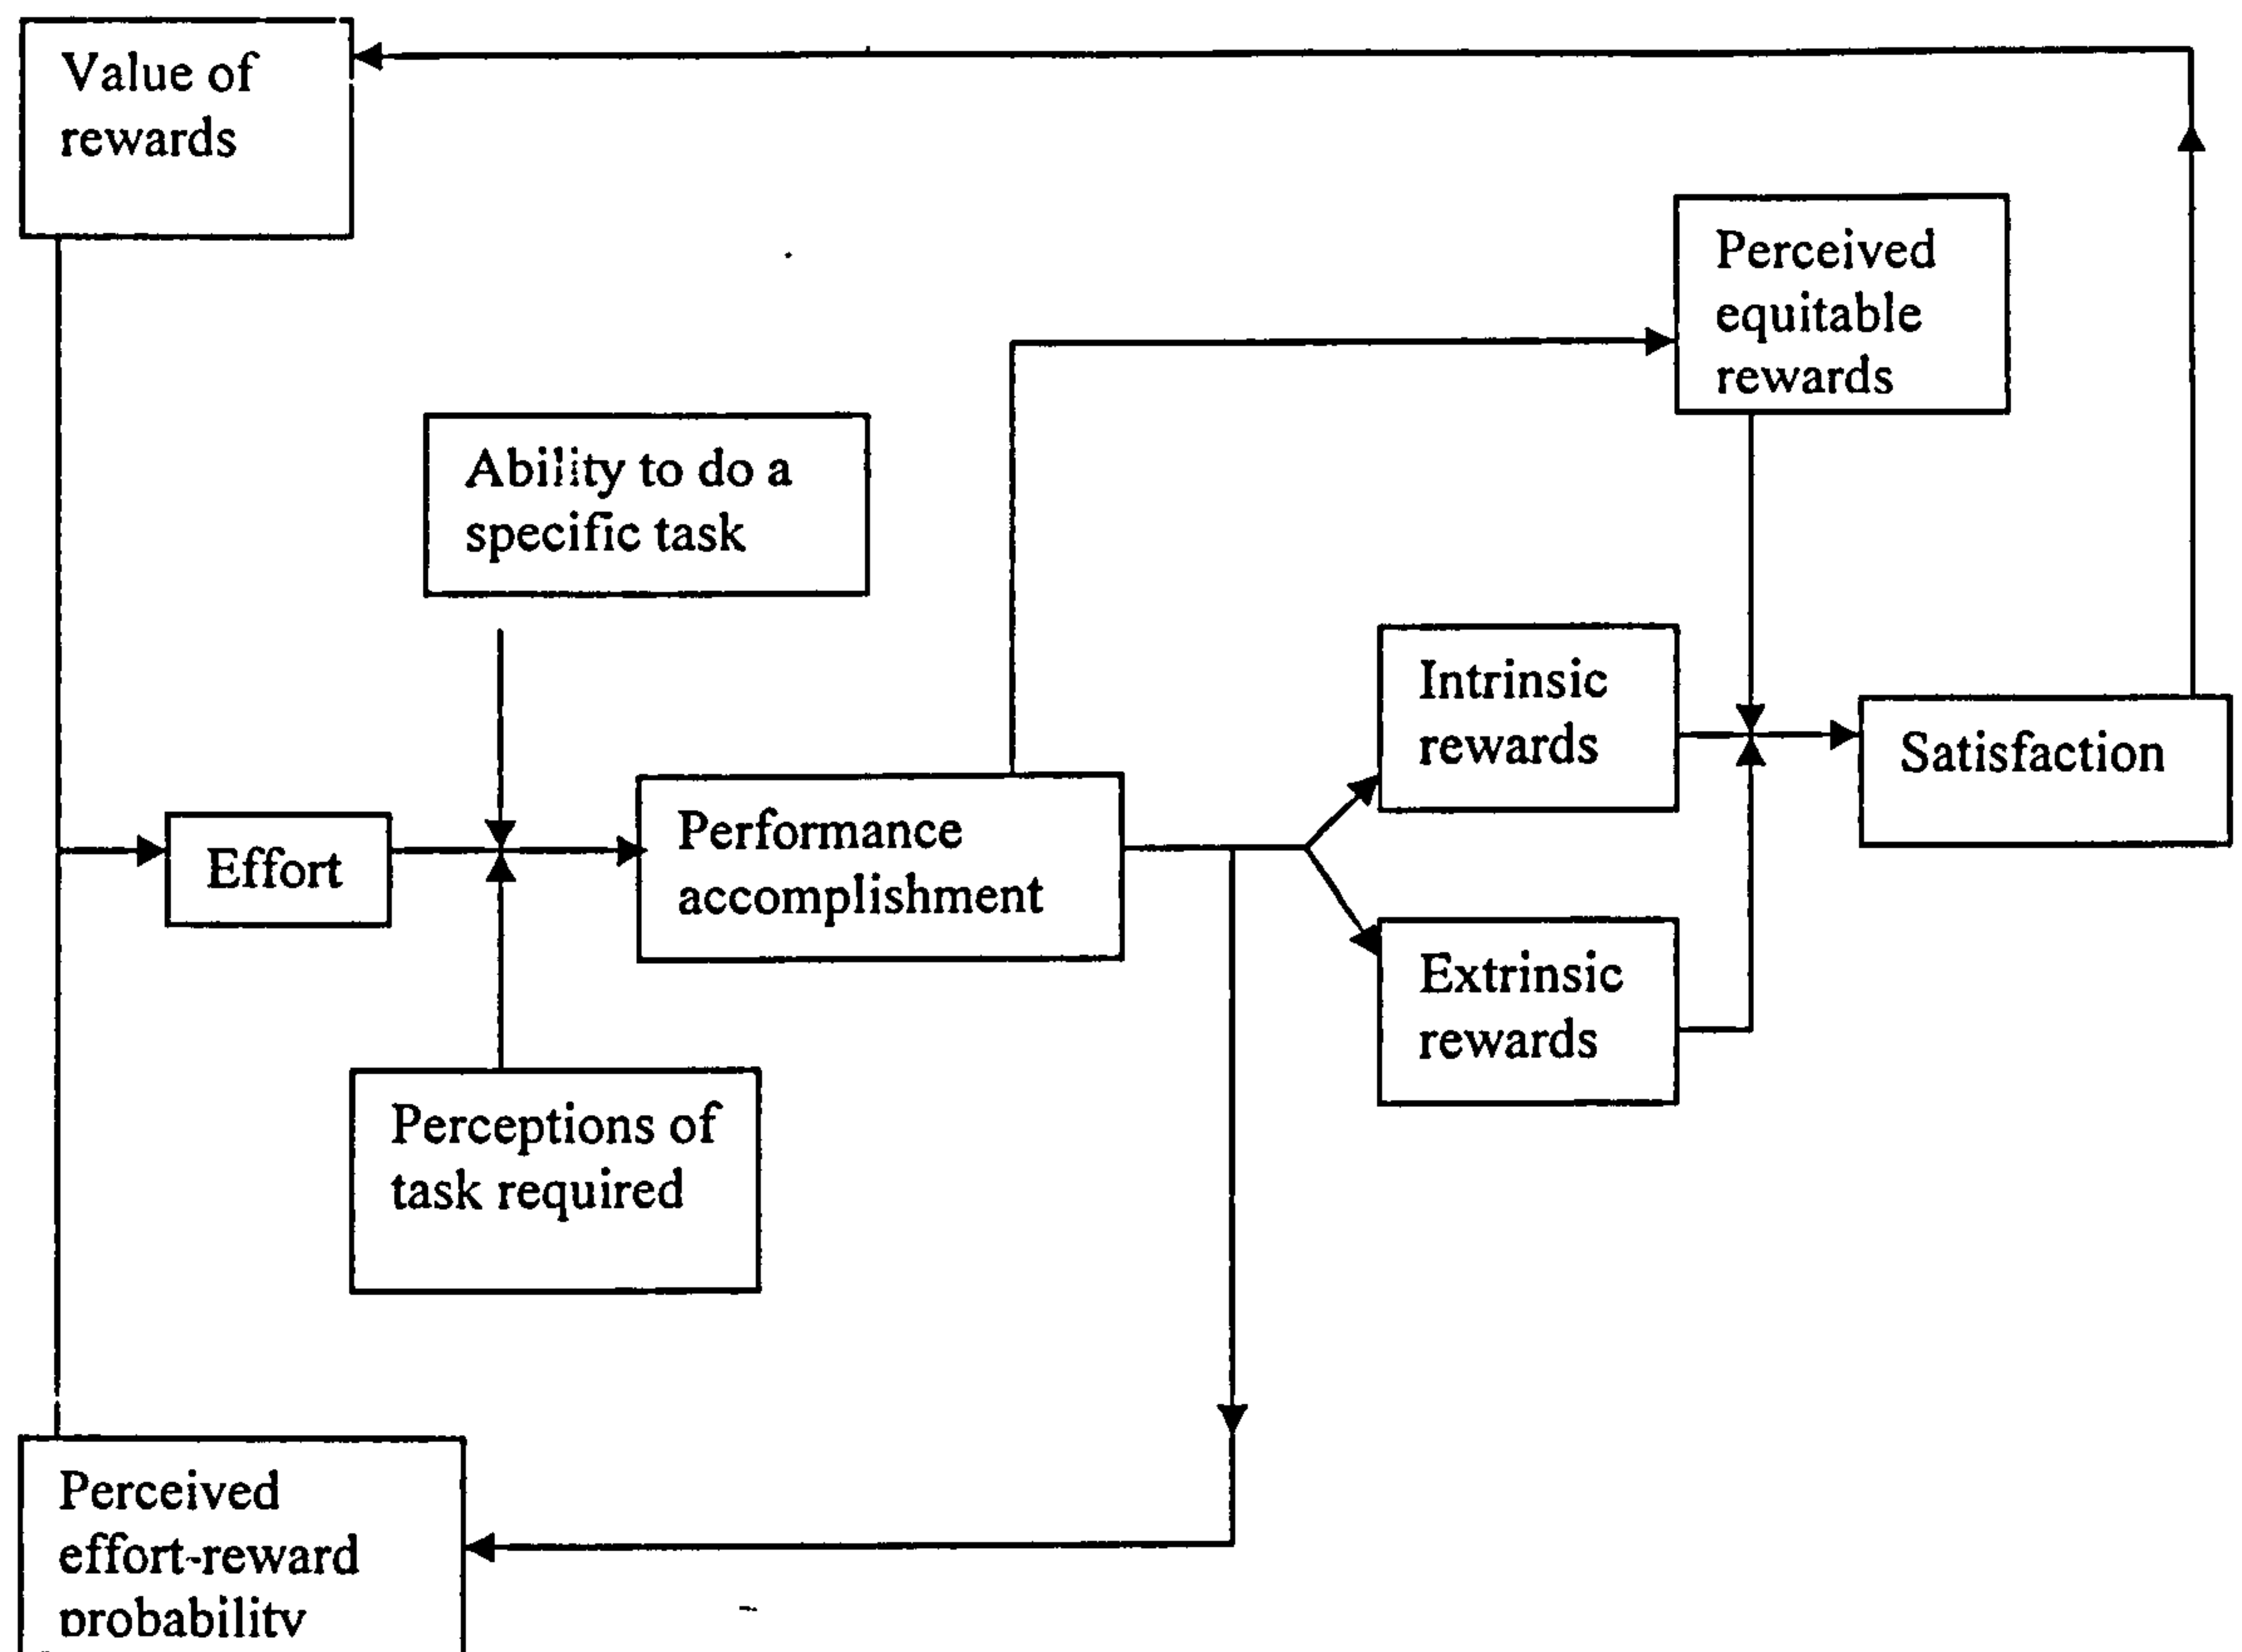 Value of
rewards
Perceived
equitable
rewards
Ability to do a
specific task
Intrinsic
rewards
Satisfaction
Effort
Performance
accomplishment
Extrinsic
rewards
Perceptions of
task required
Perceived
effort-reward
probability